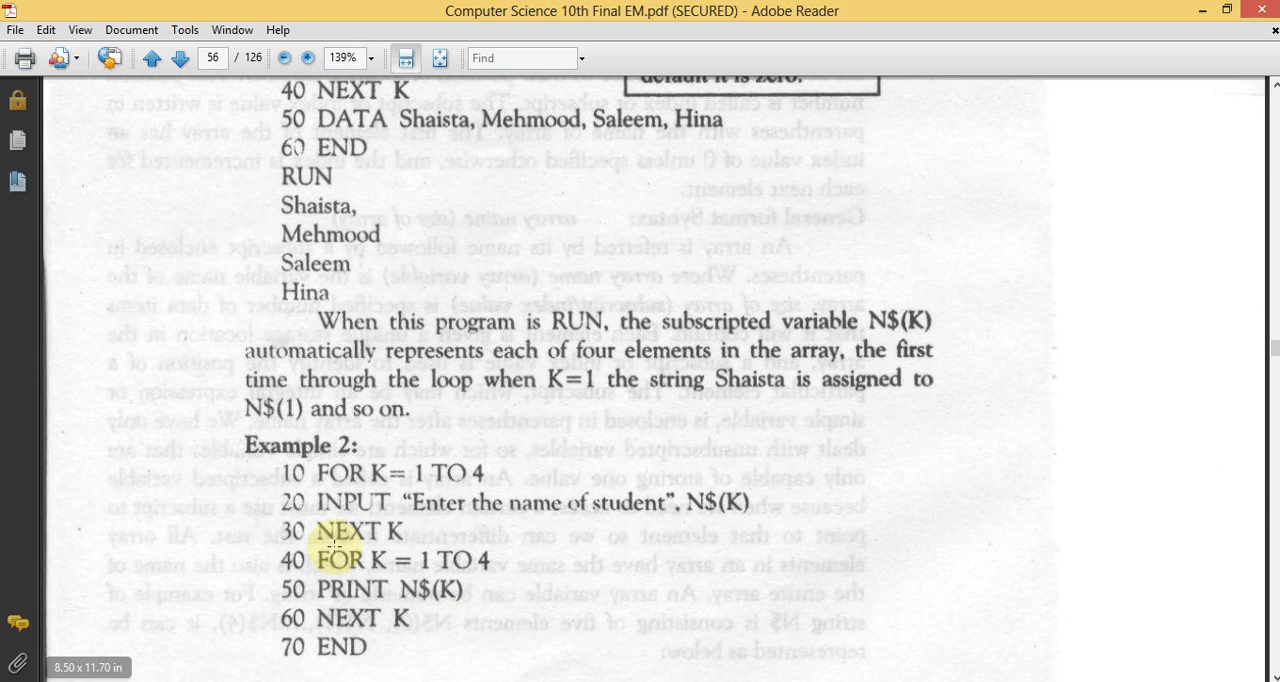 Computer Science 10th Final EM.pdf (SECURED) - Adobe Reader
File Edit View Document Tools Window Help
56 / 126 139% Find
default it is zero.
40 NEXT K
50 DATA Shaista, Mehmood, Saleem, Hina
60 END
RUN
Shaista,
Mehmood
Saleem
Hina
When this program is RUN, the subscripted variable N$(K)
automatically represents each of four elements in the array, the first
time through the loop when K=1 the string Shaista is assigned to
N$(1) and so on.
Example 2:
10 FOR K= 1 TO 4
20 INPUT “Enter the name of student”, N$(K)
30 NEXT K
40 FOR K = 1 TO 4
50 PRINT N$(K)
60 NEXT K
70 END
8.50 x 11.70 in